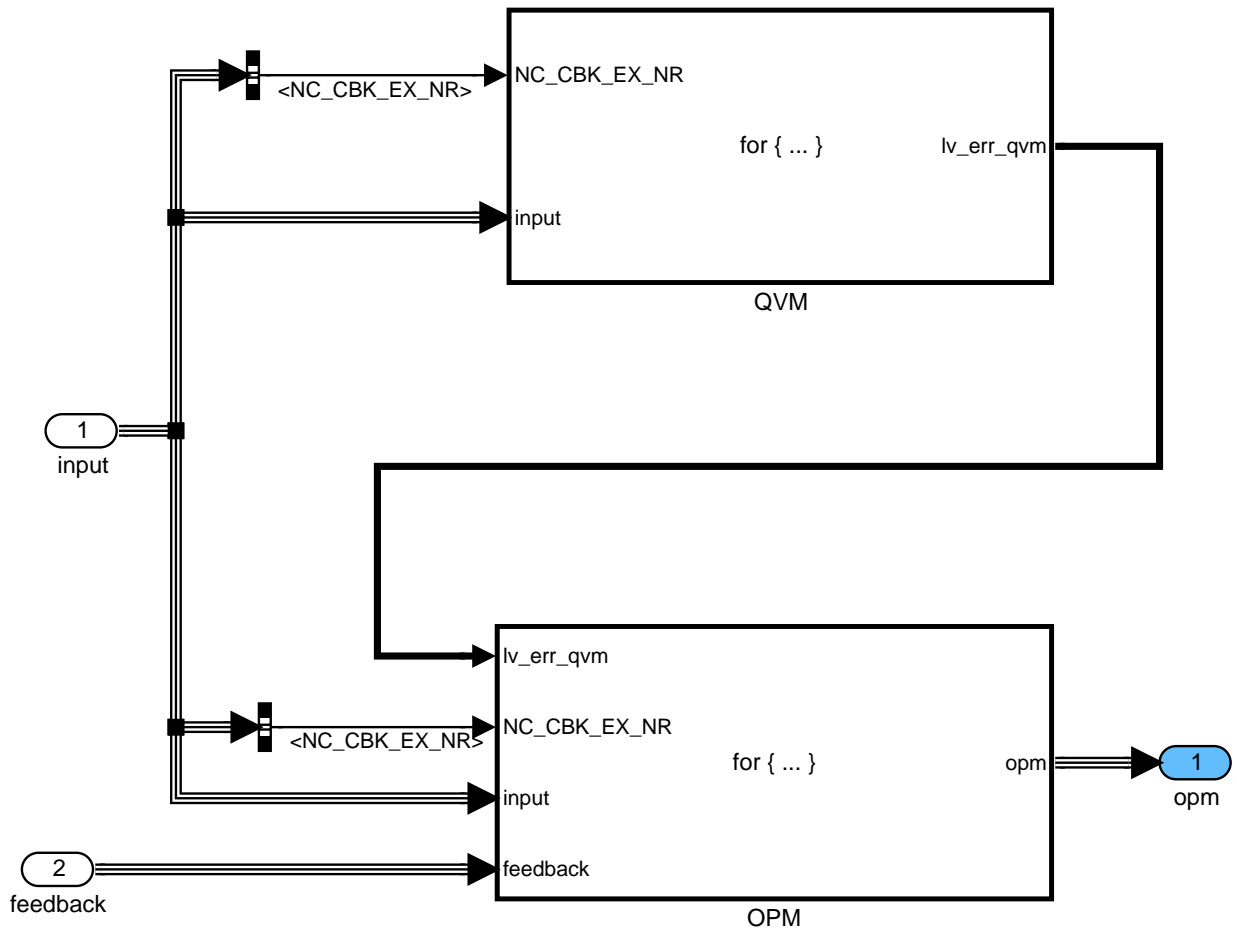 NC_CBK_EX_NR
<NC_CBK_EX_NR>
for { ... }
lv_err_qvm
input
QVM
1
input
lv_err_qvm
NC_CBK_EX_NR
<NC_CBK_EX_NR>
for { ... }
opm
1
opm
input
2
feedback
feedback
OPM